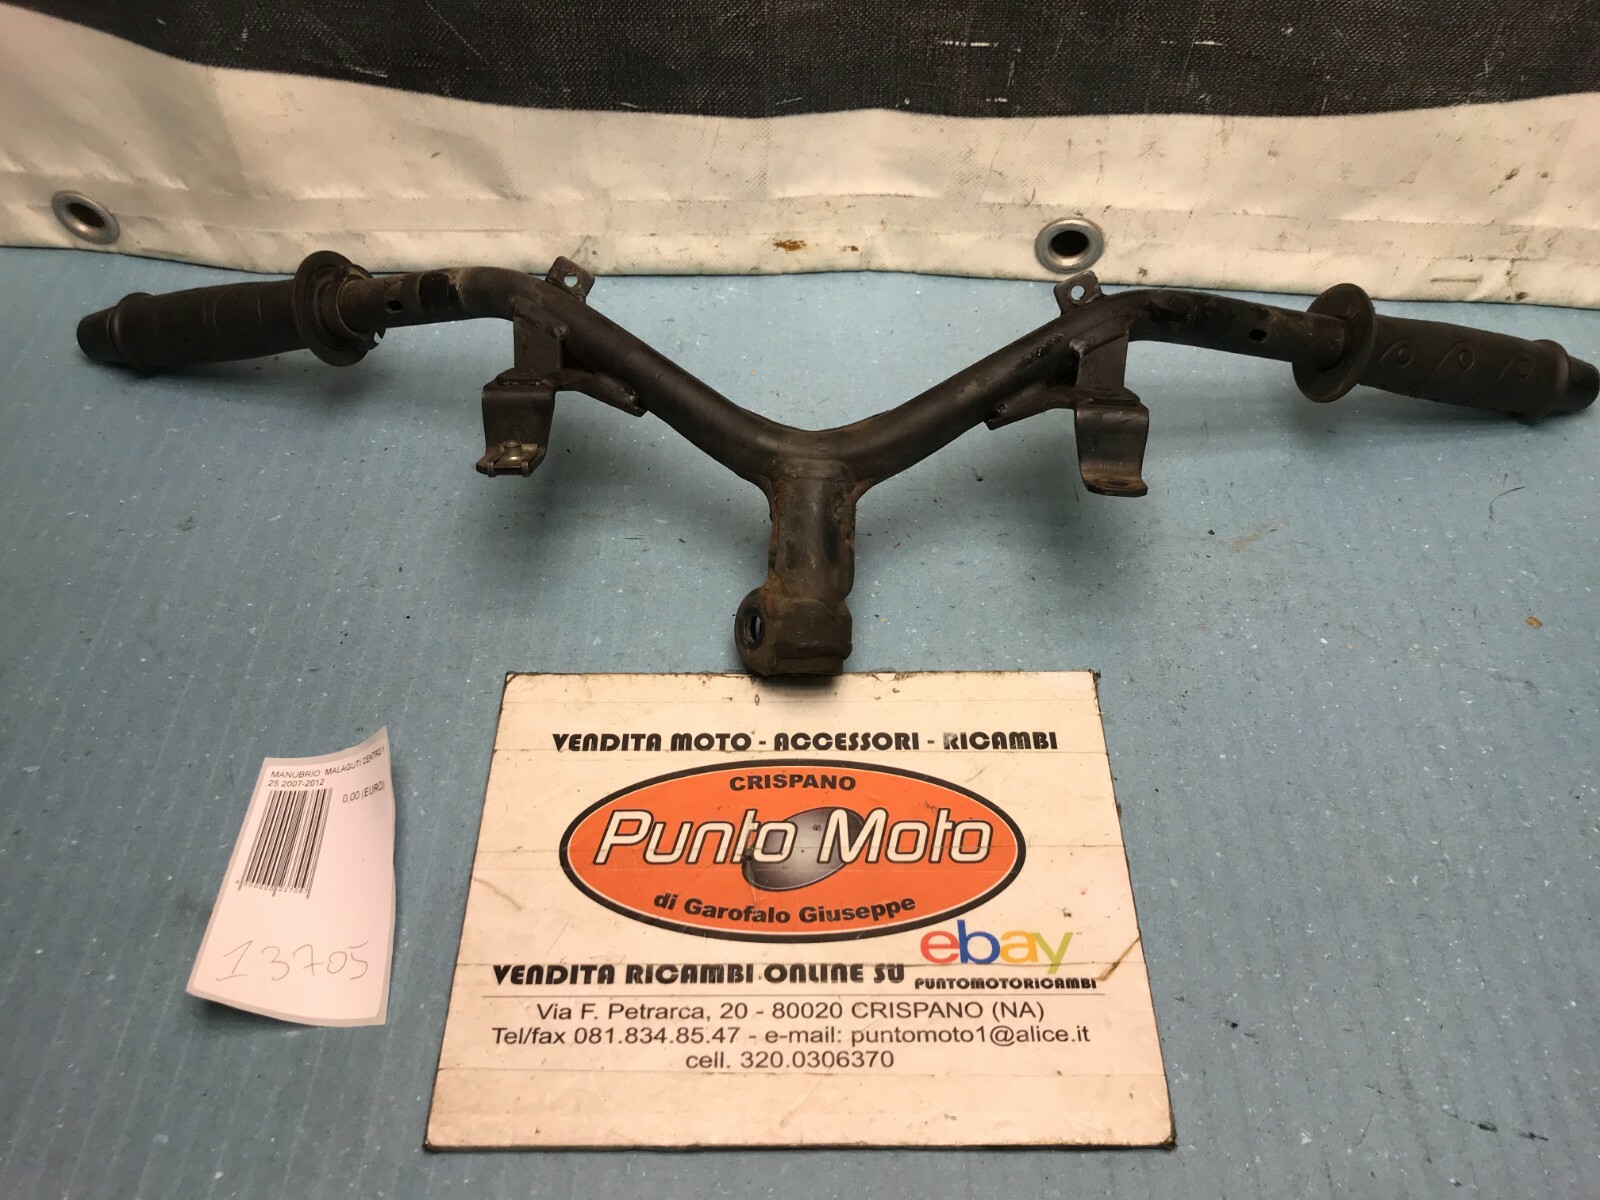 MANUBRIO MALAGUTI CENTRO 1
25 2007-2012
0,00 (EURO)
13705
VENDITA MOTO - ACCESSORI - RICAMBI
CRISPANO
Punto Moto
di Garofalo Giuseppe
ebay
VENDITA RICAMBI ONLINE SU PUNTOMOTORICAMBI
Via F. Petrarca, 20 - 80020 CRISPANO (NA)
Tel/fax 081.834.85.47 - e-mail: puntomoto1@alice.it
cell. 320.0306370